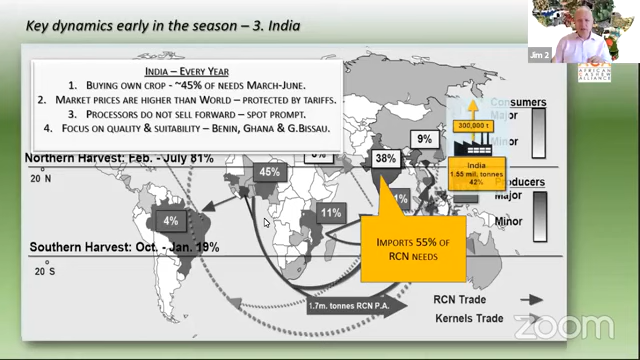 Key dynamics early in the season – 3. India
Jim 2
AFRICAN
CASHEW
ALLIANCE
India – Every Year
1. Buying own crop - ~45% of needs March-June.
2. Market prices are higher than World – protected by tariffs.
3. Processors do not sell forward – spot prompt.
4. Focus on quality & suitability – Benin, Ghana & G.Bissau.
Consumers
Major
Minor
300,000 t
India
1.55 mill. tonnes
42%
9%
38%
Northern Harvest: Feb. - July 81%
20 N
45%
Producers
Major
Minor
4%
11%
Imports 55% of
RCN needs
Southern Harvest: Oct. - Jan. 19%
20 S
1.7m. tonnes RCN P.A.
RCN Trade
Kernels Trade
zoom